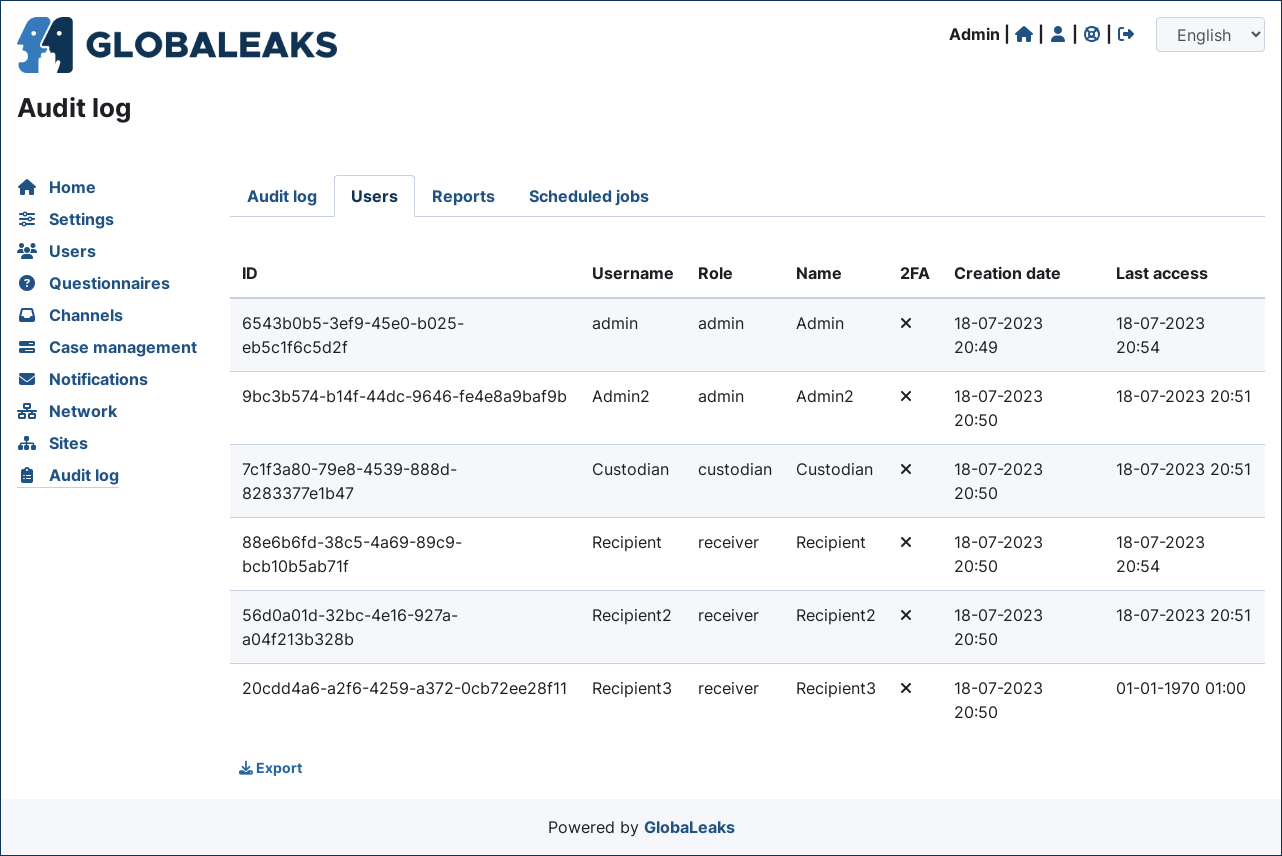 GLOBALEAKS
Admin | | | | English
Audit log
Home
Settings
Users
Questionnaires
Channels
Case management
Notifications
Network
Sites
Audit log
Audit log Users Reports Scheduled jobs
ID Username Role Name 2FA Creation date Last access
6543b0b5-3ef9-45e0-b025- admin admin Admin 18-07-2023 18-07-2023
eb5c1f6c5d2f 20:49 20:54
9bc3b574-b14f-44dc-9646-fe4e8a9baf9b Admin2 admin Admin2 18-07-2023 18-07-2023 20:51
20:50
7c1f3a80-79e8-4539-888d- Custodian custodian Custodian 18-07-2023 18-07-2023 20:51
8283377e1b47 20:50
88e6b6fd-38c5-4a69-89c9- Recipient receiver Recipient 18-07-2023 18-07-2023
bcb10b5ab71f 20:50 20:54
56d0a01d-32bc-4e16-927a- Recipient2 receiver Recipient2 18-07-2023 18-07-2023 20:51
a04f213b328b 20:50
20cdd4a6-a2f6-4259-a372-0cb72ee28f11 Recipient3 receiver Recipient3 18-07-2023 01-01-1970 01:00
20:50
Export
Powered by GlobaLeaks